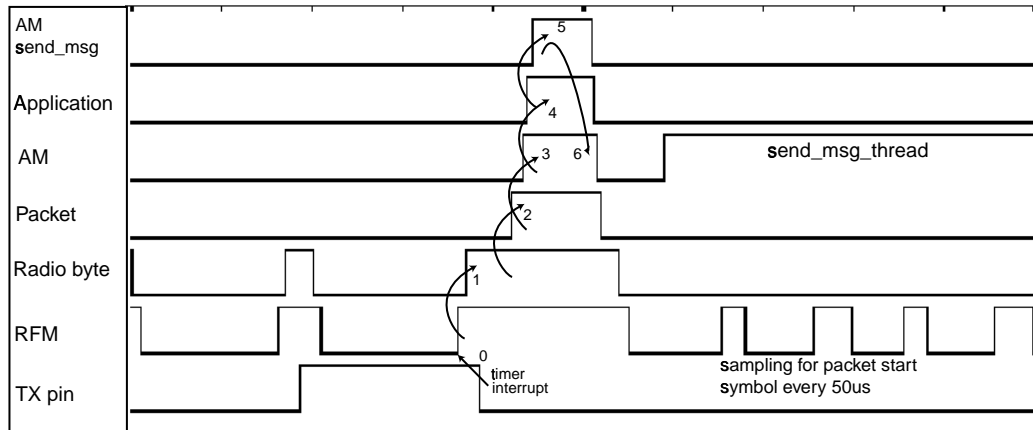 AM
send_msg
5
Application
4
AM
3
6
send_msg_thread
Packet
2
Radio byte
1
RFM
0
timer
interrupt
sampling for packet start
symbol every 50us
TX pin